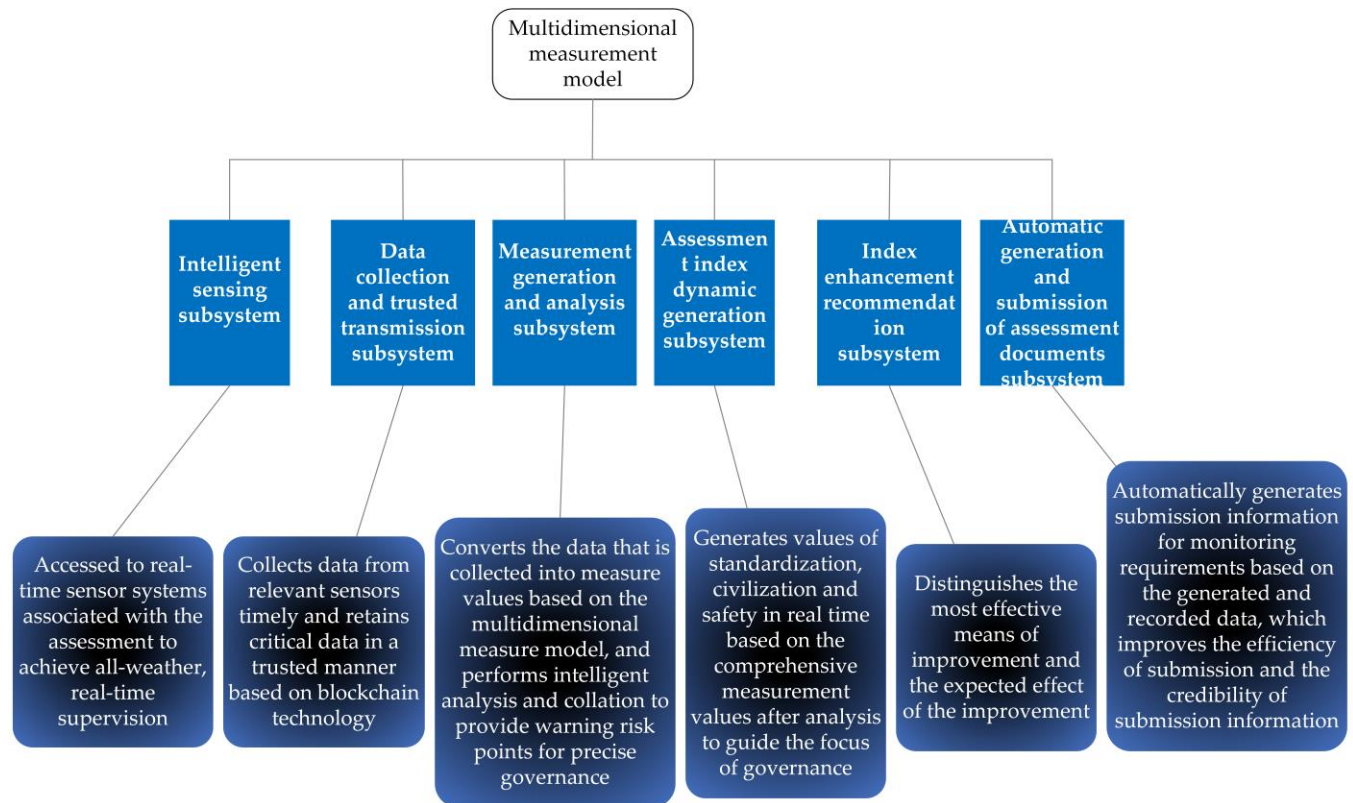 Multidimensional
measurement
model
Intelligent
sensing
subsystem
Data
collection
and trusted
transmission
subsystem
Measurement
generation
and analysis
subsystem
Assessmen
t index
dynamic
generation
subsystem
Index
enhancement
recommendat
ion
subsystem
Automatic
generation
and
submission
of assessment
documents
subsystem
Accessed to real-
time sensor systems
associated with the
assessment to
achieve all-weather,
real-time
supervision
Collects data from
relevant sensors
timely and retains
critical data in a
trusted manner
based on blockchain
technology
Converts the data that is
collected into measure
values based on the
multidimensional
measure model, and
performs intelligent
analysis and collation to
provide warning risk
points for precise
governance
Generates values of
standardization,
civilization and
safety in real time
based on the
comprehensive
measurement
values after analysis
to guide the focus
of governance
Distinguishes the
most effective
means of
improvement and
the expected effect
of the improvement
Automatically generates
submission information
for monitoring
requirements based on
the generated and
recorded data, which
improves the efficiency
of submission and the
credibility of
submission information